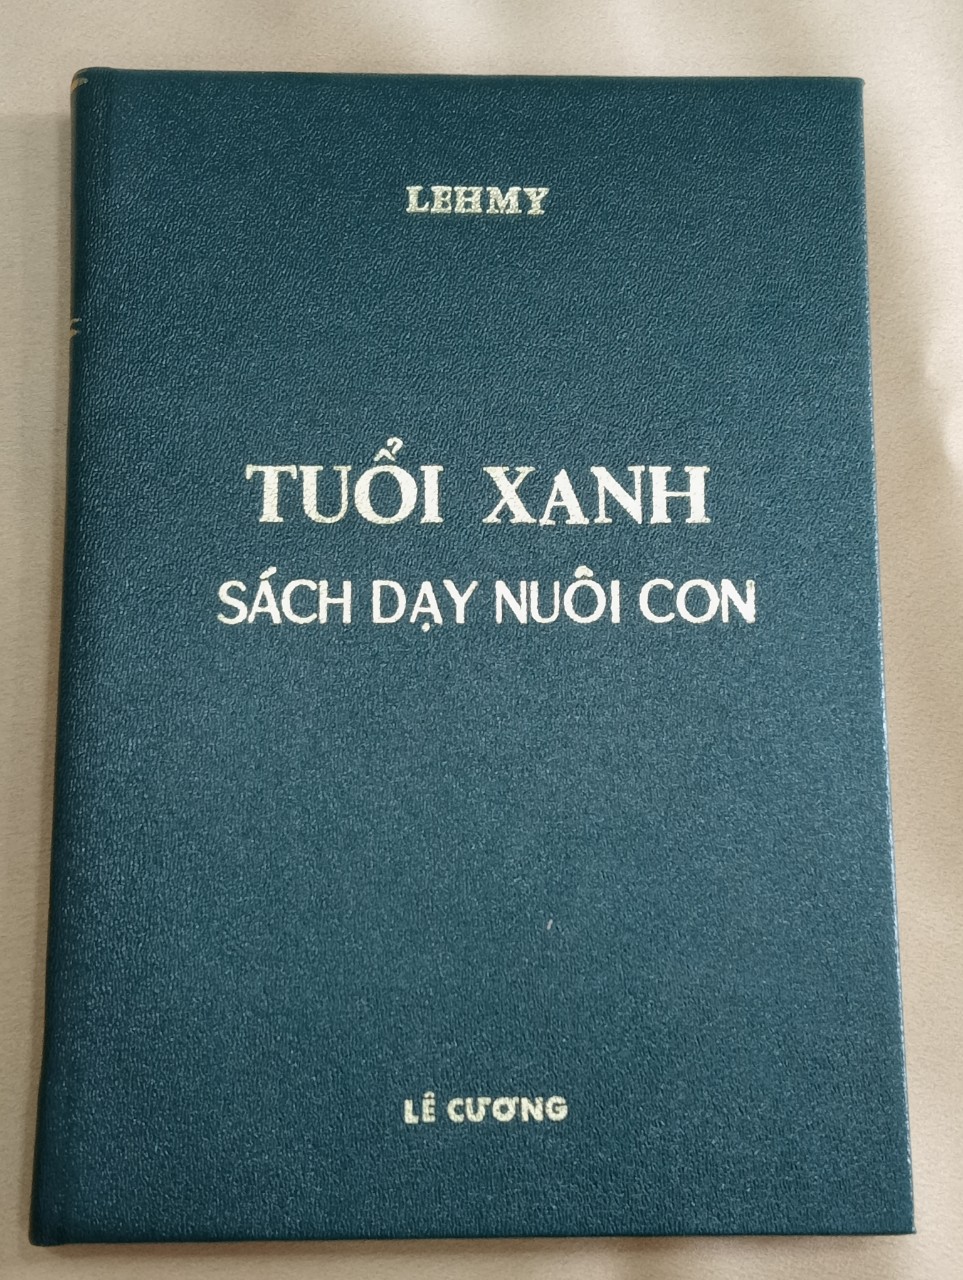 LEHMY
TUỔI XANH
SÁCH DẠY NUÔI CON
LÊ CƯƠNG